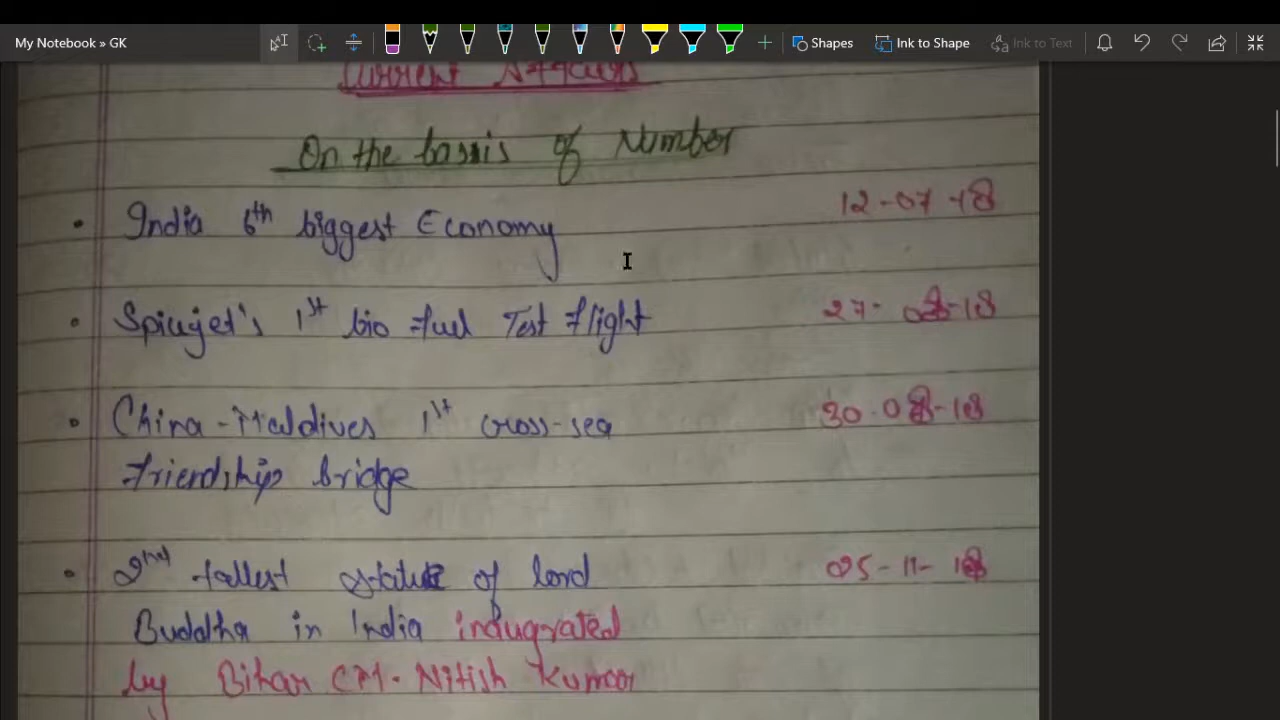 My Notebook » GK
Shapes
Ink to Shape
Ink to Text
Current Affairs
On the basis of Number
• India 6th biggest Economy 12-07-18
• Spicejet's 1st bio fuel Test flight 27-08-18
• China-Maldives 1st cross-sea 30-08-18
friendship bridge
• 2nd tallest statue of lord 05-11-18
Buddha in India inaugrated
by Bihar CM. Nitish Kumar